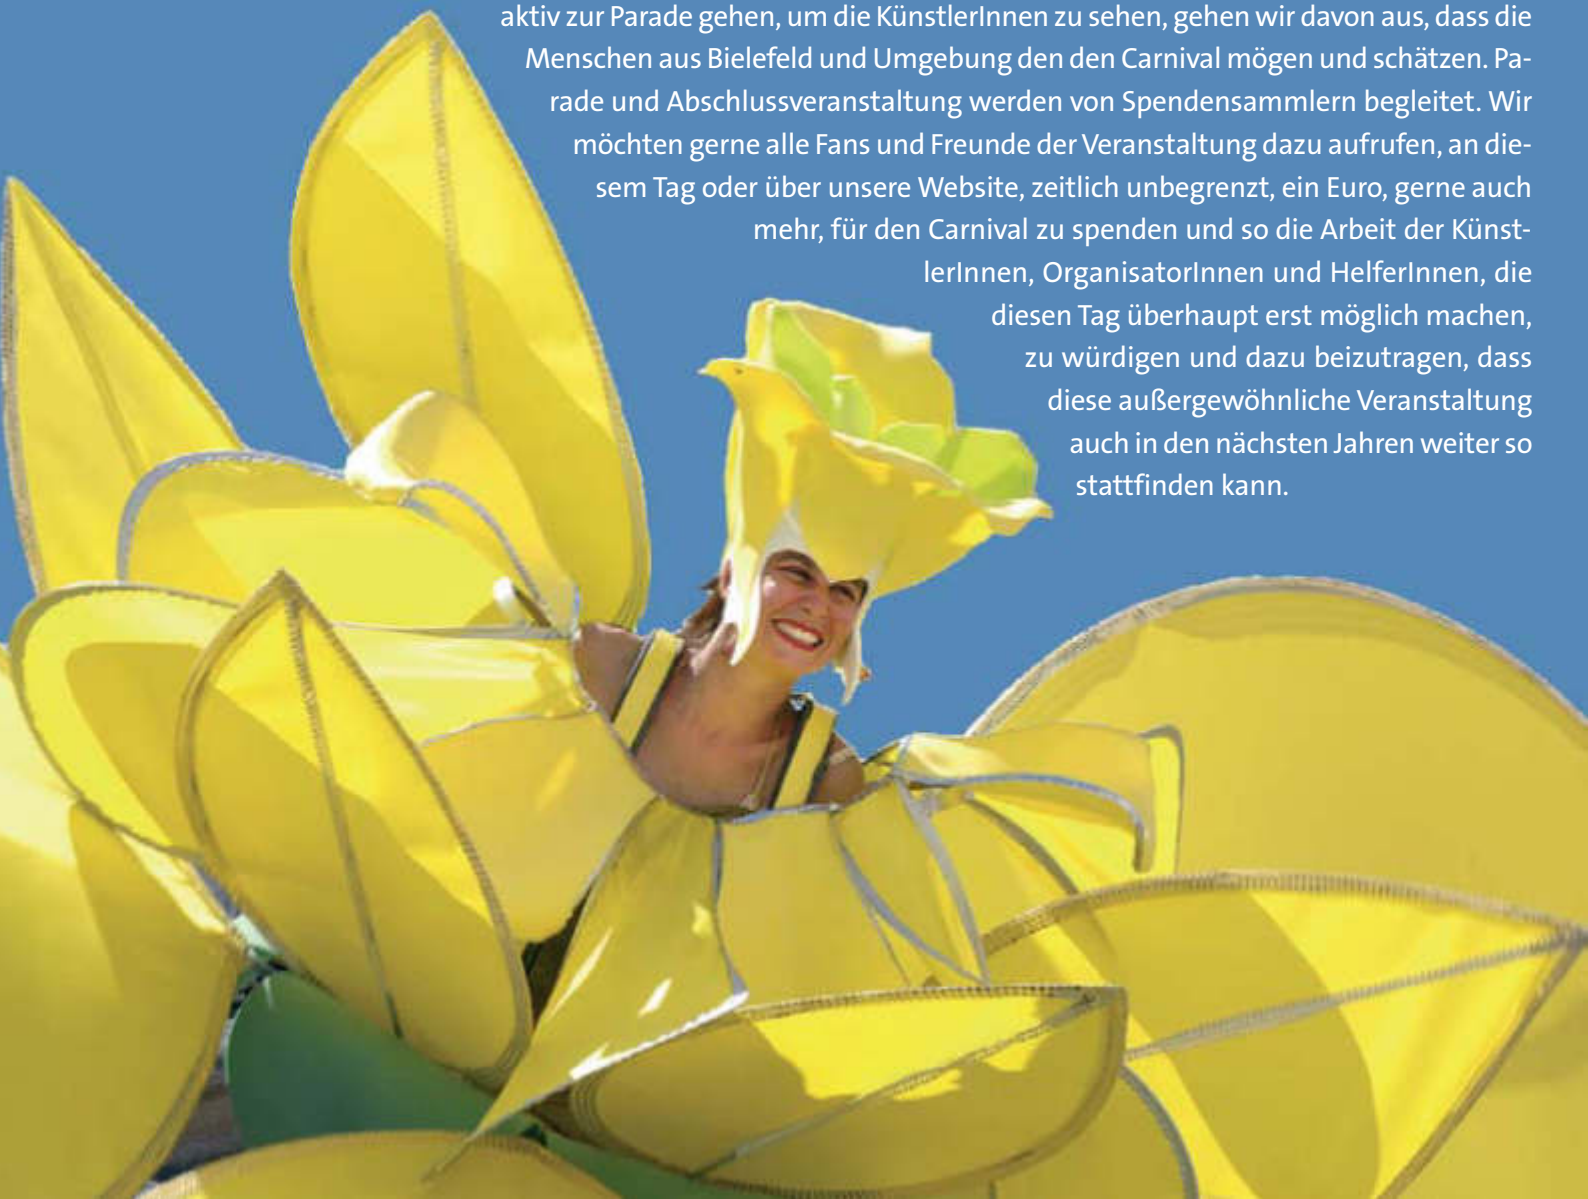 aktiv zur Parade gehen, um die KünstlerInnen zu sehen, gehen wir davon aus, dass die
Menschen aus Bielefeld und Umgebung den den Carnival mögen und schätzen. Pa-
rade und Abschlussveranstaltung werden von Spendensammlern begleitet. Wir
möchten gerne alle Fans und Freunde der Veranstaltung dazu aufrufen, an die-
sem Tag oder über unsere Website, zeitlich unbegrenzt, ein Euro, gerne auch
mehr, für den Carnival zu spenden und so die Arbeit der Künst-
lerInnen, OrganisatorInnen und HelferInnen, die
diesen Tag überhaupt erst möglich machen,
zu würdigen und dazu beizutragen, dass
diese außergewöhnliche Veranstaltung
auch in den nächsten Jahren weiter so
stattfinden kann.